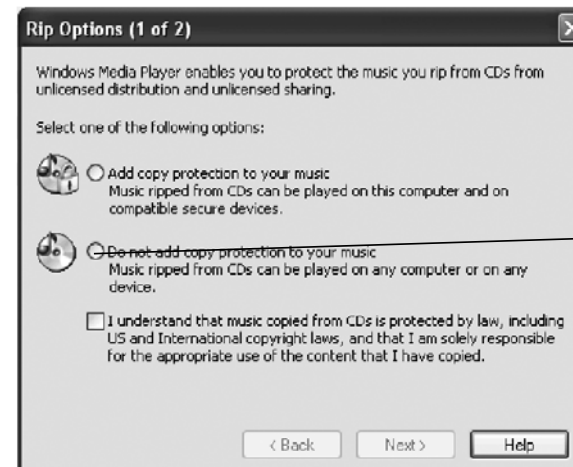 Rip Options (1 of 2)
Windows Media Player enables you to protect the music you rip from CDs from
unlicensed distribution and unlicensed sharing.
Select one of the following options:
Add copy protection to your music
Music ripped from CDs can be played on this computer and on
compatible secure devices.
Do not add copy protection to your music
Music ripped from CDs can be played on any computer or on any
device.
I understand that music copied from CDs is protected by law, including
US and International copyright laws, and that I am solely responsible
for the appropriate use of the content that I have copied.
< Back Next > Help